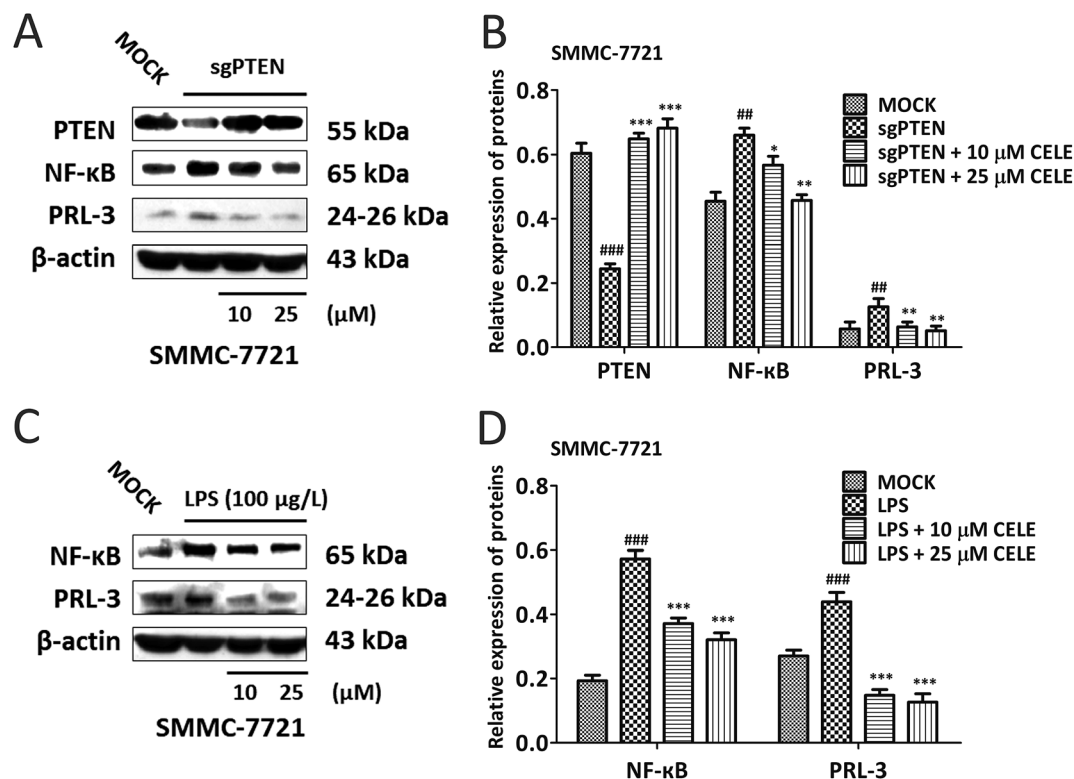 A
MOCK
sgPTEN
PTEN
55 kDa
NF-κB
65 kDa
PRL-3
24-26 kDa
β-actin
43 kDa
10 25 (μM)
SMMC-7721
B
SMMC-7721
Relative expression of proteins
0.8
0.6
0.4
0.2
0.0
MOCK
sgPTEN
sgPTEN + 10 μM CELE
sgPTEN + 25 μM CELE
###
***
***
##
*
**
##
**
**
PTEN NF-κB PRL-3
C
MOCK
LPS (100 μg/L)
NF-κB
65 kDa
PRL-3
24-26 kDa
β-actin
43 kDa
10 25 (μM)
SMMC-7721
D
SMMC-7721
Relative expression of proteins
0.8
0.6
0.4
0.2
0.0
MOCK
LPS
LPS + 10 μM CELE
LPS + 25 μM CELE
###
***
***
###
***
***
NF-κB PRL-3